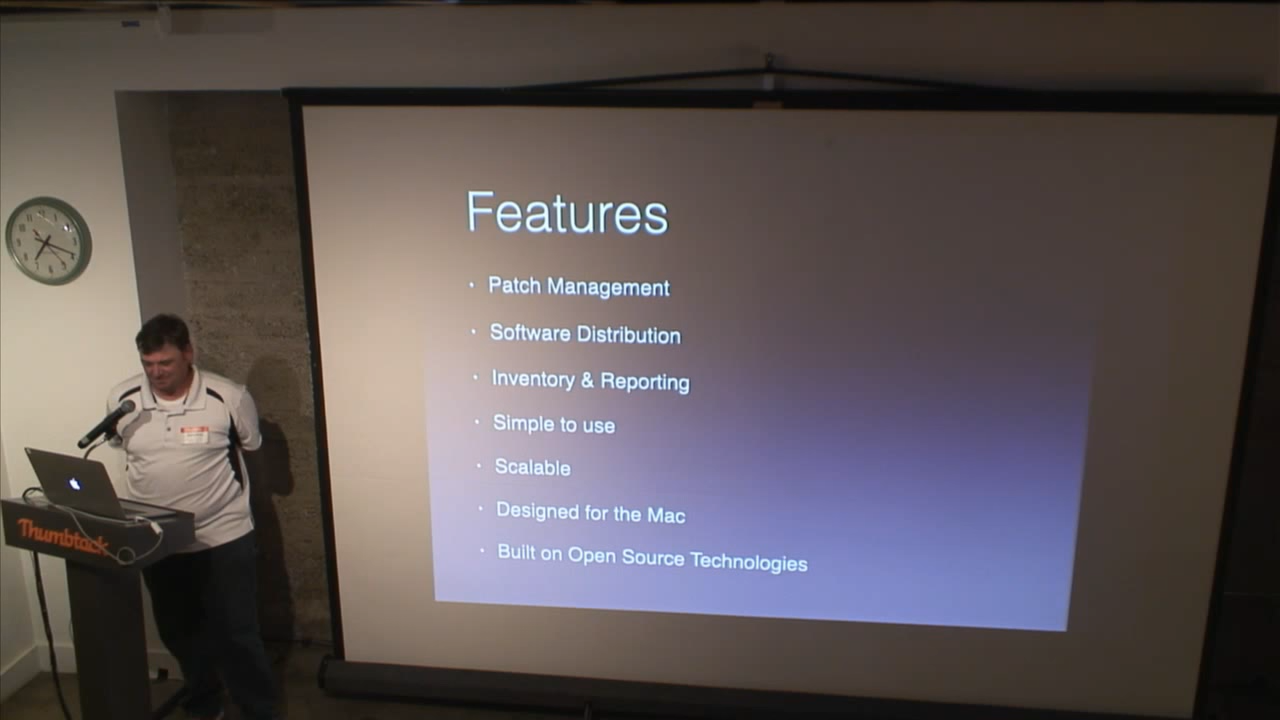 Features
• Patch Management
• Software Distribution
• Inventory & Reporting
• Simple to use
• Scalable
• Designed for the Mac
• Built on Open Source Technologies
Thumbtack